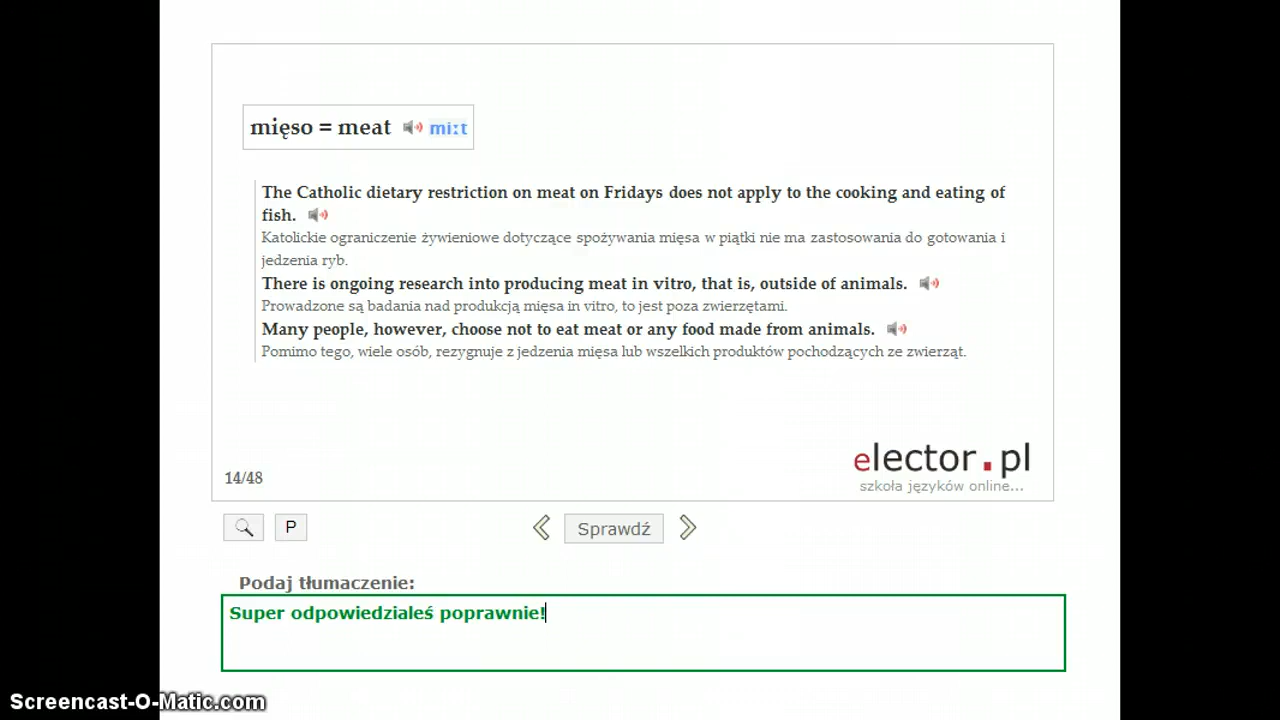 mięso = meat mi:t
The Catholic dietary restriction on meat on Fridays does not apply to the cooking and eating of
fish.
Katolickie ograniczenie żywieniowe dotyczące spożywania mięsa w piątki nie ma zastosowania do gotowania i
jedzenia ryb.
There is ongoing research into producing meat in vitro, that is, outside of animals.
Prowadzone są badania nad produkcją mięsa in vitro, to jest poza zwierzętami.
Many people, however, choose not to eat meat or any food made from animals.
Pomimo tego, wiele osób, rezygnuje z jedzenia mięsa lub wszelkich produktów pochodzących ze zwierząt.
elector.pl
szkoła języków online...
14/48
P
Sprawdź
Podaj tłumaczenie:
Super odpowiedziałeś poprawnie!
Screencast-O-Matic.com